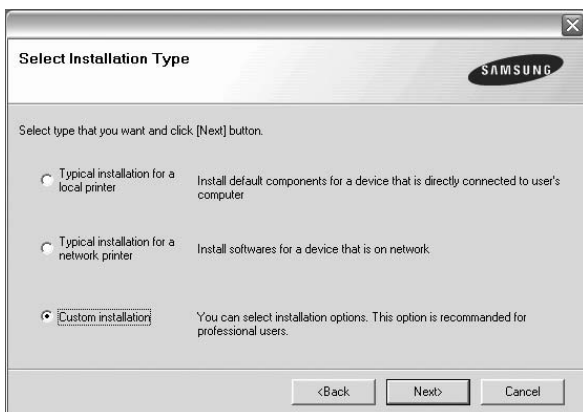 Select Installation Type
SAMSUNG
Select type that you want and click [Next] button.
Typical installation for a
local printer
Install default components for a device that is directly connected to user's
computer
Typical installation for a
network printer
Install softwares for a device that is on network
Custom installation
You can select installation options. This option is recommanded for
professional users.
<Back
Next>
Cancel